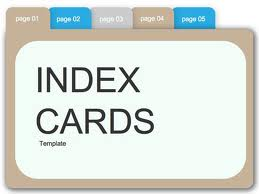 page 01 page 02 page 03 page 04 page 05
INDEX
CARDS
Template